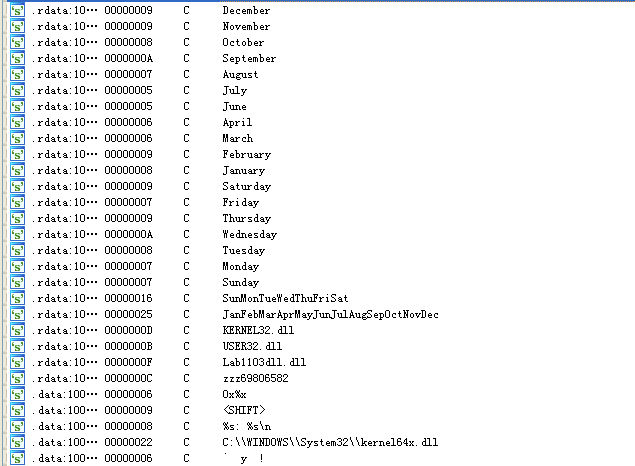 's' .rdata:10… 00000009 C December
's' .rdata:10… 00000009 C November
's' .rdata:10… 00000008 C October
's' .rdata:10… 0000000A C September
's' .rdata:10… 00000007 C August
's' .rdata:10… 00000005 C July
's' .rdata:10… 00000005 C June
's' .rdata:10… 00000006 C April
's' .rdata:10… 00000006 C March
's' .rdata:10… 00000009 C February
's' .rdata:10… 00000008 C January
's' .rdata:10… 00000009 C Saturday
's' .rdata:10… 00000007 C Friday
's' .rdata:10… 00000009 C Thursday
's' .rdata:10… 0000000A C Wednesday
's' .rdata:10… 00000008 C Tuesday
's' .rdata:10… 00000007 C Monday
's' .rdata:10… 00000007 C Sunday
's' .rdata:10… 00000016 C SunMonTueWedThuFriSat
's' .rdata:10… 00000025 C JanFebMarAprMayJunJulAugSepOctNovDec
's' .rdata:10… 0000000D C KERNEL32.dll
's' .rdata:10… 0000000B C USER32.dll
's' .rdata:10… 0000000F C Lab1103dll.dll
's' .rdata:10… 0000000C C zzz69806582
's' .data:100… 00000006 C 0x%x
's' .data:100… 00000009 C <SHIFT>
's' .data:100… 00000008 C %s: %s\n
's' .data:100… 00000022 C C:\\WINDOWS\\System32\\kernel64x.dll
's' .data:100… 00000006 C ` y !